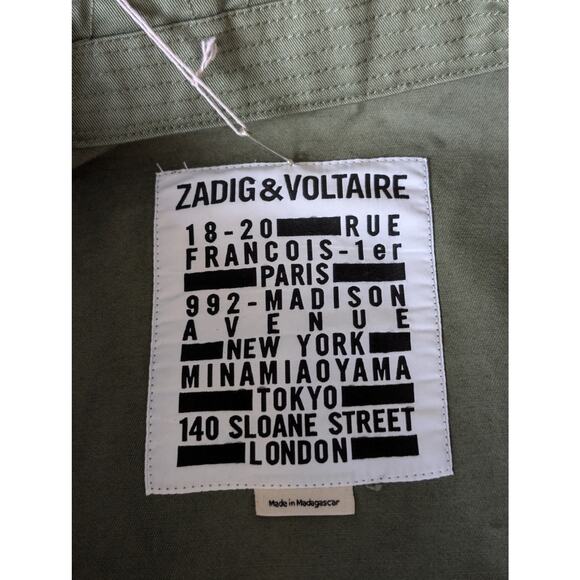 ZADIG&VOLTAIRE
18-20 RUE
FRANCOIS-1er
PARIS
992-MADISON
AVENUE
NEW YORK
MINAMIAOYAMA
TOKYO
140 SLOANE STREET
LONDON
Made in Madagascar